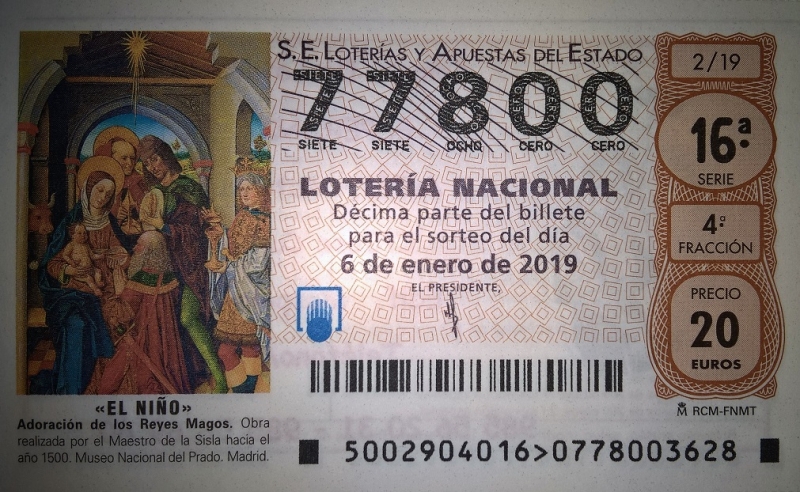 S.E. LOTERÍAS Y APUESTAS DEL ESTADO
77800
SIETE SIETE OCHO CERO CERO
LOTERÍA NACIONAL
Décima parte del billete
para el sorteo del día
6 de enero de 2019
EL PRESIDENTE,
2/19
16ª
SERIE
4ª
FRACCIÓN
PRECIO
20
EUROS
RCM-FNMT
«EL NIÑO»
Adoración de los Reyes Magos. Obra
realizada por el Maestro de la Sisla hacia el
año 1500. Museo Nacional del Prado. Madrid.
5002904016>0778003628